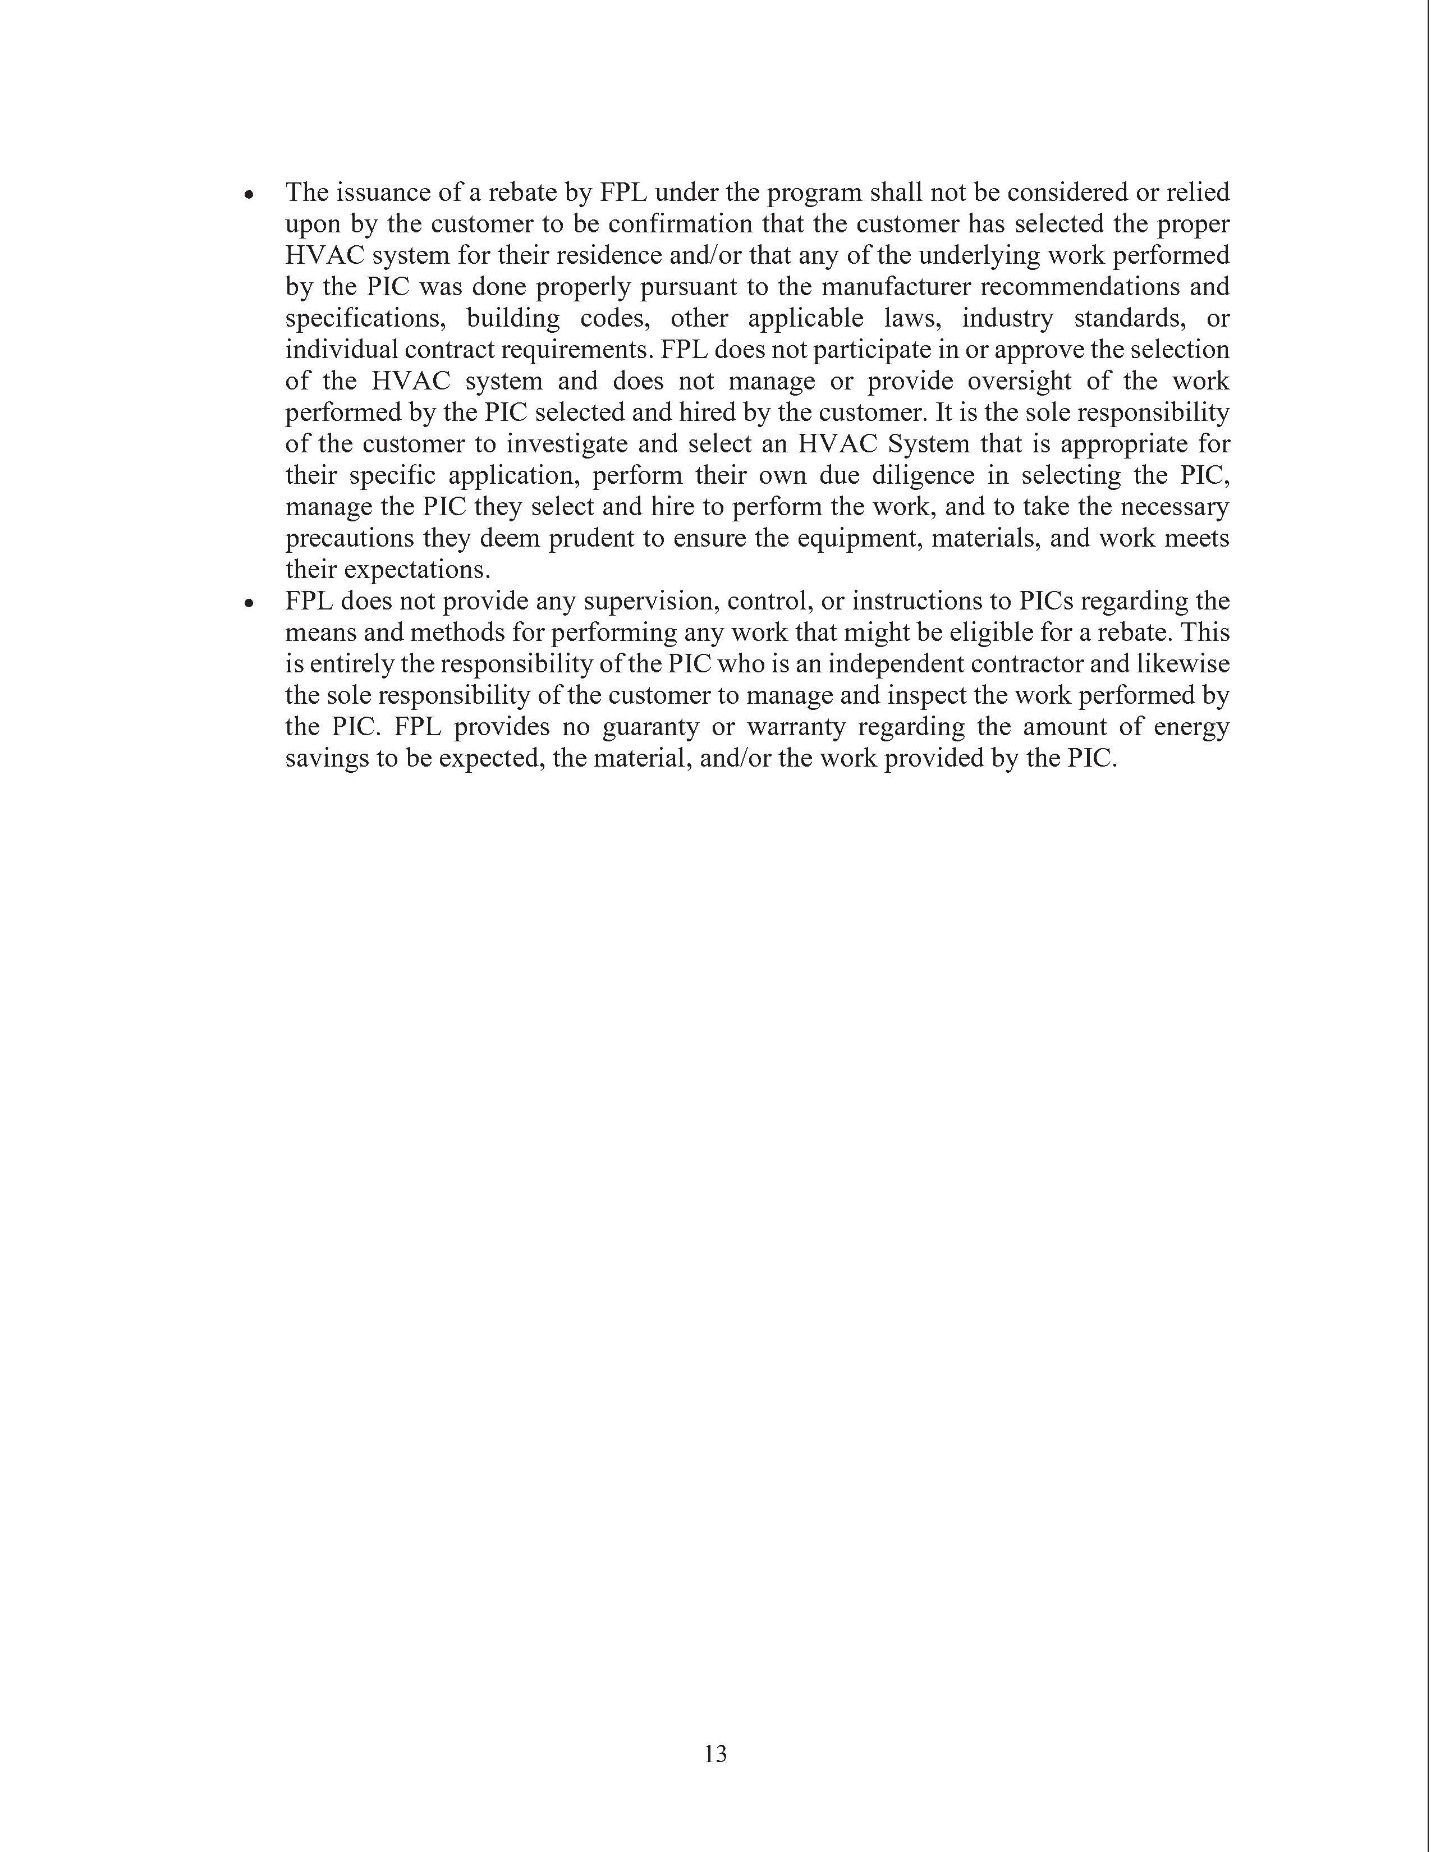 • The issuance of a rebate by FPL under the program shall not be considered or relied
upon by the customer to be confirmation that the customer has selected the proper
HVAC system for their residence and/or that any of the underlying work performed
by the PIC was done properly pursuant to the manufacturer recommendations and
specifications, building codes, other applicable laws, industry standards, or
individual contract requirements. FPL does not participate in or approve the selection
of the HVAC system and does not manage or provide oversight of the work
performed by the PIC selected and hired by the customer. It is the sole responsibility
of the customer to investigate and select an HVAC System that is appropriate for
their specific application, perform their own due diligence in selecting the PIC,
manage the PIC they select and hire to perform the work, and to take the necessary
precautions they deem prudent to ensure the equipment, materials, and work meets
their expectations.
• FPL does not provide any supervision, control, or instructions to PICs regarding the
means and methods for performing any work that might be eligible for a rebate. This
is entirely the responsibility of the PIC who is an independent contractor and likewise
the sole responsibility of the customer to manage and inspect the work performed by
the PIC. FPL provides no guaranty or warranty regarding the amount of energy
savings to be expected, the material, and/or the work provided by the PIC.
13